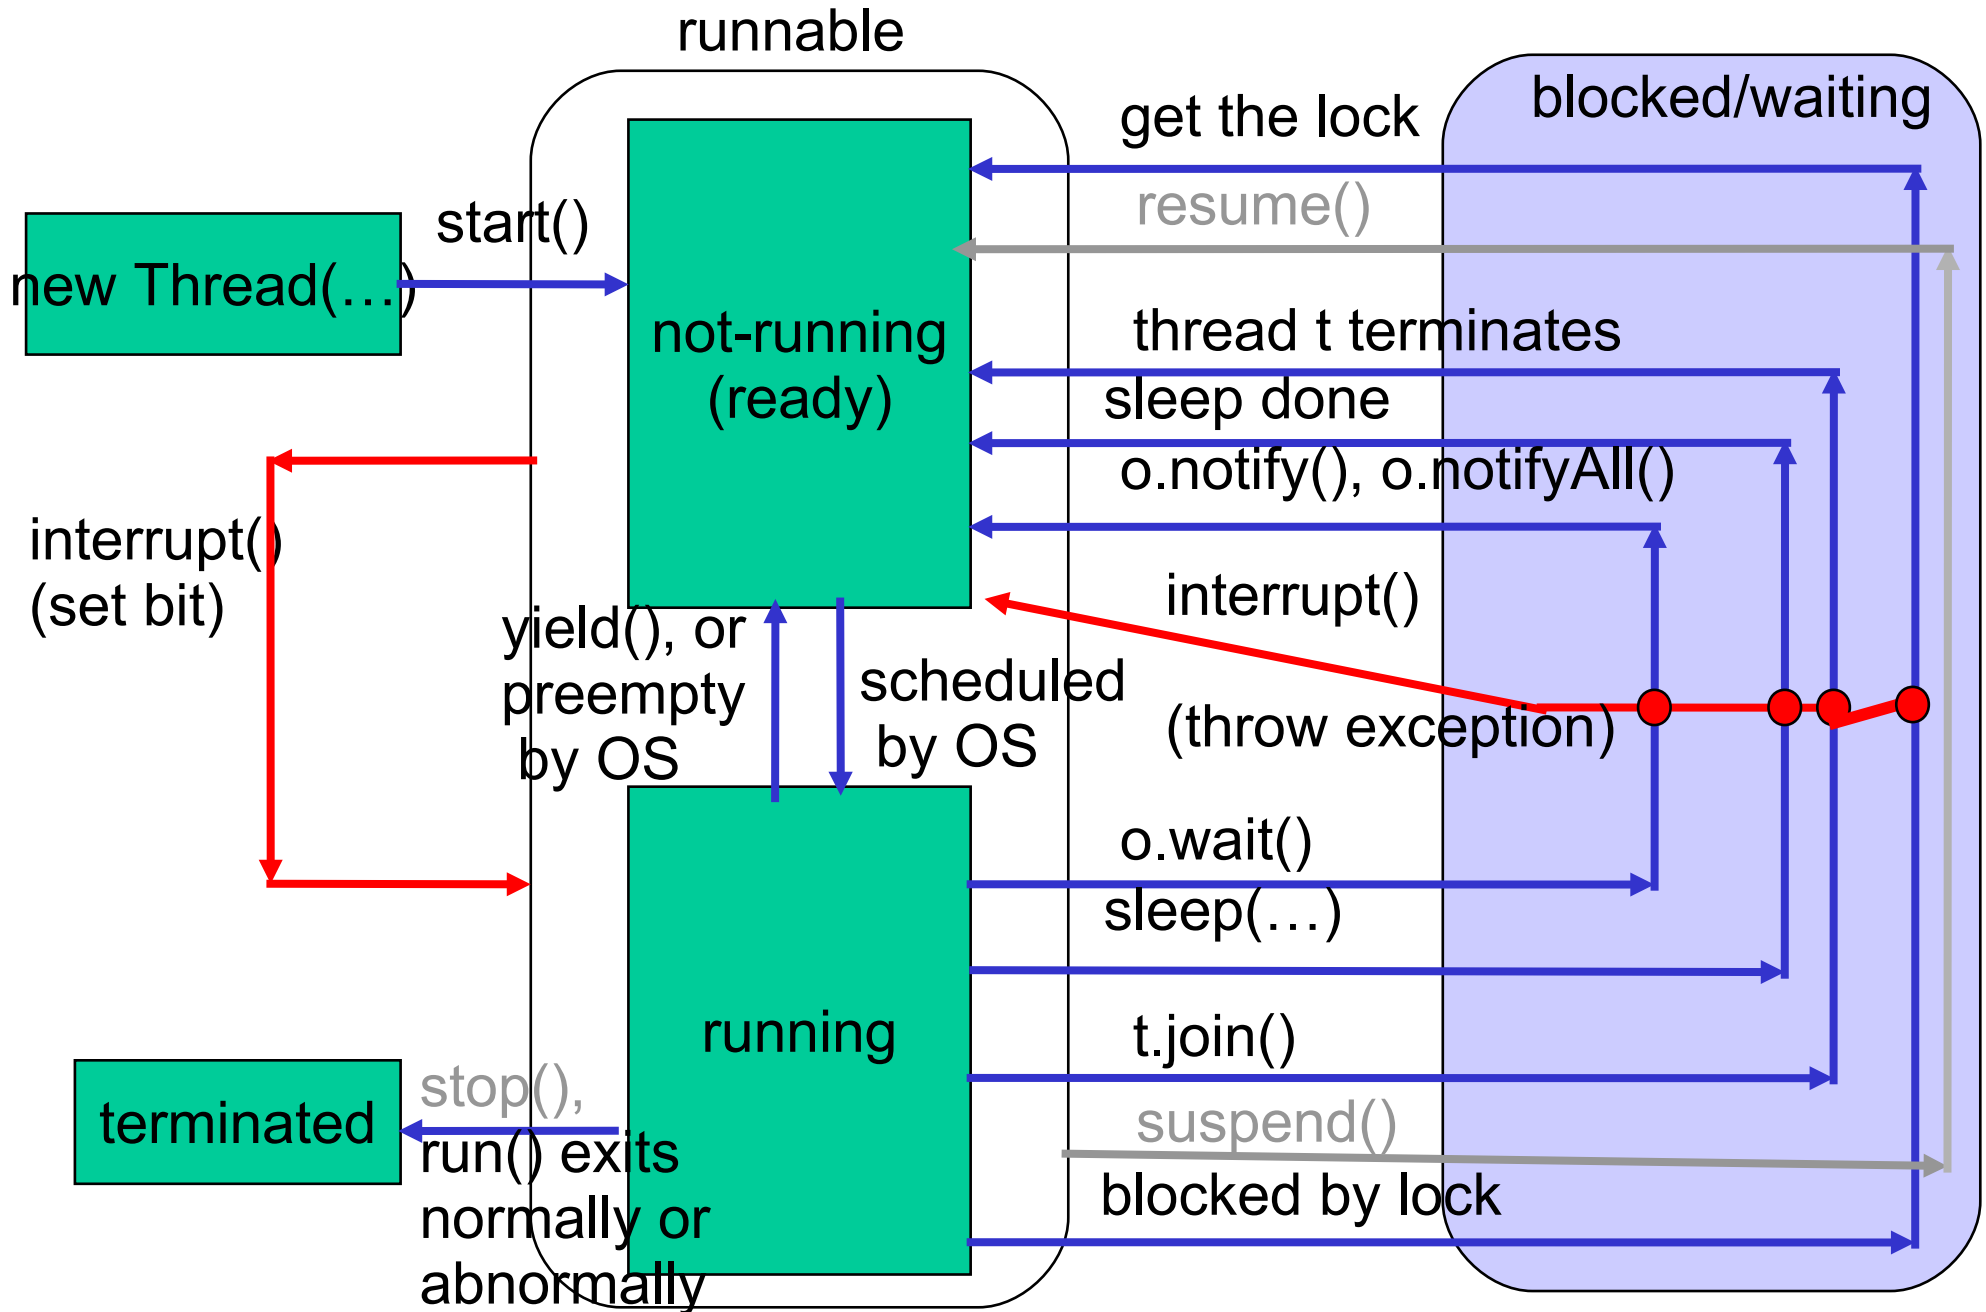 runnable
blocked/waiting
get the lock
resume()
start()
new Thread(…)
not-running
(ready)
thread t terminates
sleep done
o.notify(), o.notifyAll()
interrupt()
(set bit)
interrupt()
(throw exception)
yield(), or
preempty
by OS
scheduled
by OS
o.wait()
sleep(…)
running
t.join()
suspend()
blocked by lock
terminated
stop(),
run() exits
normally or
abnormally